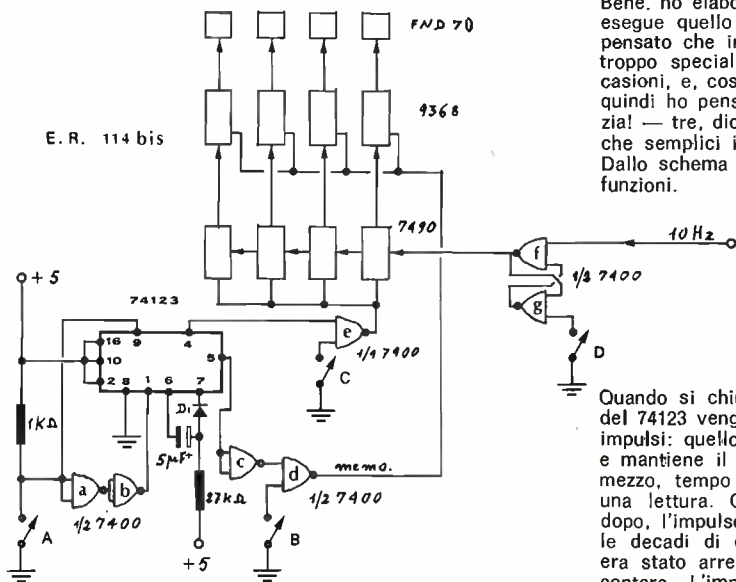 FND 70
9368
E.R. 114 bis
7490
10 Hz
f
1/2 7400
g
+5
74123
16
9
4
10
5
2
8
1
6
7
e
1/4 7400
C
D
D1
1KΩ
5µF+
c
d
memo.
a
b
27kΩ
1/2 7400
1/2 7400
A
B
+5
Bene, ho elabo
esegue quello
pensato che in
troppo special
casioni, e, cos
quindi ho pens
zia! — tre, dic
che semplici i
Dallo schema
funzioni.
Quando si chi
del 74123 veng
impulsi: quello
e mantiene il
mezzo, tempo
una lettura. C
dopo, l'impulso
le decadi di c
era stato arre